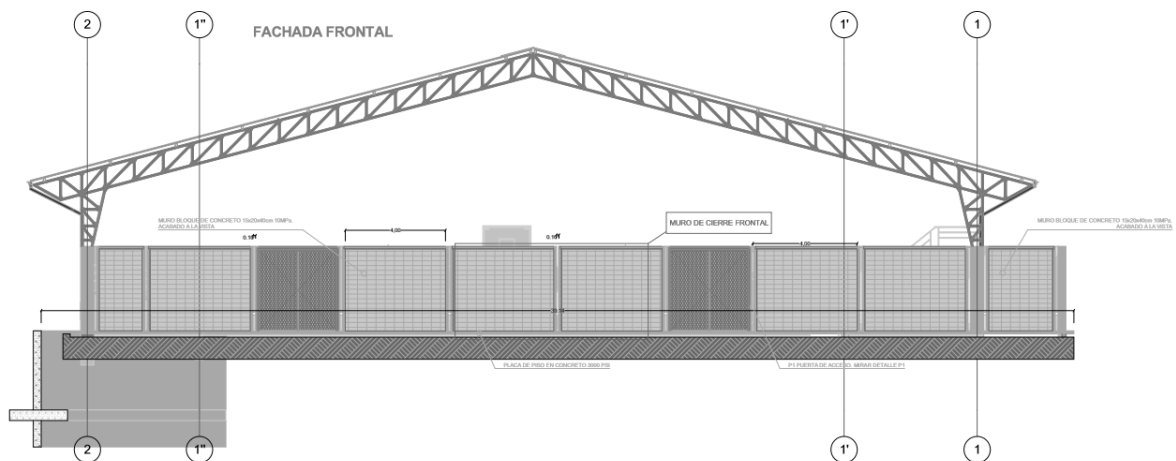 2
1"
1'
1
FACHADA FRONTAL
MURO BLOQUE DE CONCRETO 15x20x40cm 10MPa.
ACABADO A LA VISTA
MURO DE CIERRE FRONTAL
MURO BLOQUE DE CONCRETO 15x20x40cm 10MPa.
ACABADO A LA VISTA
4,00
4,00
PLACA DE PISO EN CONCRETO 3000 PSI
P1 PUERTA DE ACCESO. MIRAR DETALLE P1
2
1"
1'
1